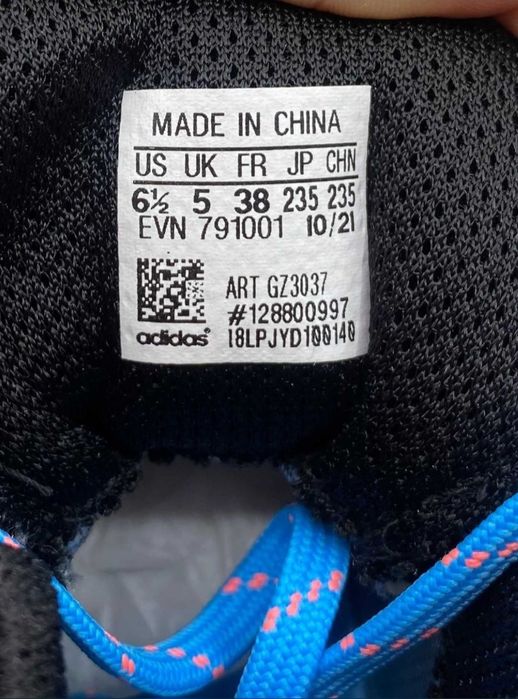 MADE IN CHINA
US UK FR JP CHN
6½ 5 38 235 235
EVN 791001 10/21
ART GZ3037
#128800997
adidas® 18LPJYD100140